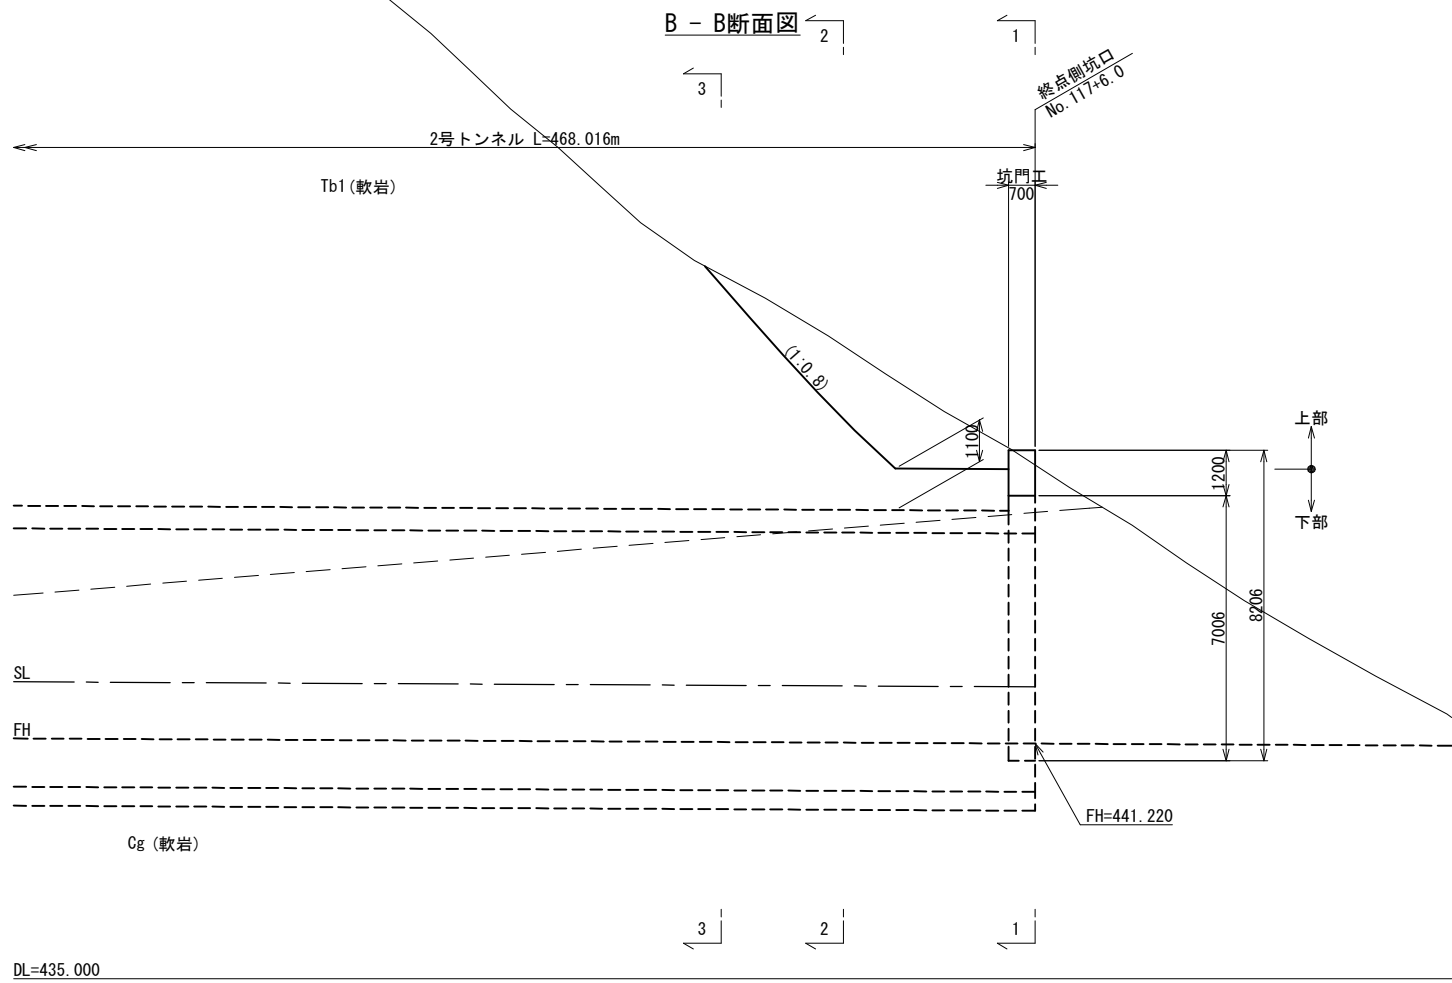 B － B断面図
2
1
3
終点側坑口
No.117+6.0
2号トンネル L=468.016m
Tb1(軟岩)
坑門工
700
(1:0.8)
1100
上部
1200
下部
7006
8206
SL
FH
FH=441.220
Cg (軟岩)
3
2
1
DL=435.000